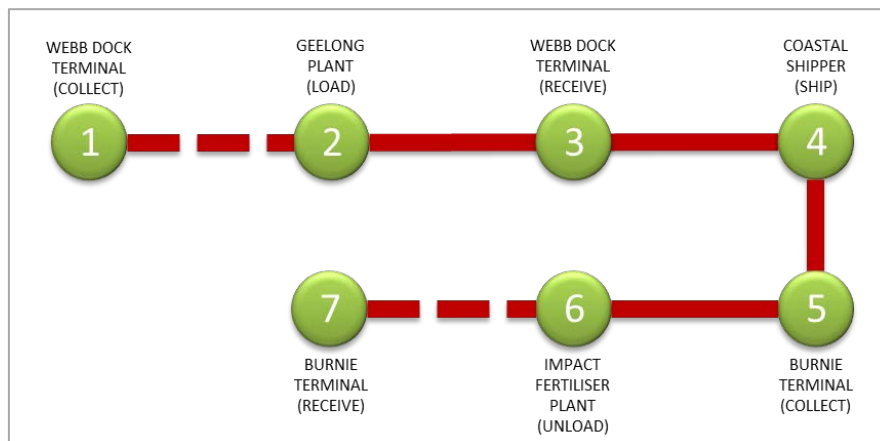 WEBB DOCK
TERMINAL
(COLLECT)
GEELONG
PLANT
(LOAD)
WEBB DOCK
TERMINAL
(RECEIVE)
COASTAL
SHIPPER
(SHIP)
1
2
3
4
7
6
5
BURNIE
TERMINAL
(RECEIVE)
IMPACT
FERTILISER
PLANT
(UNLOAD)
BURNIE
TERMINAL
(COLLECT)